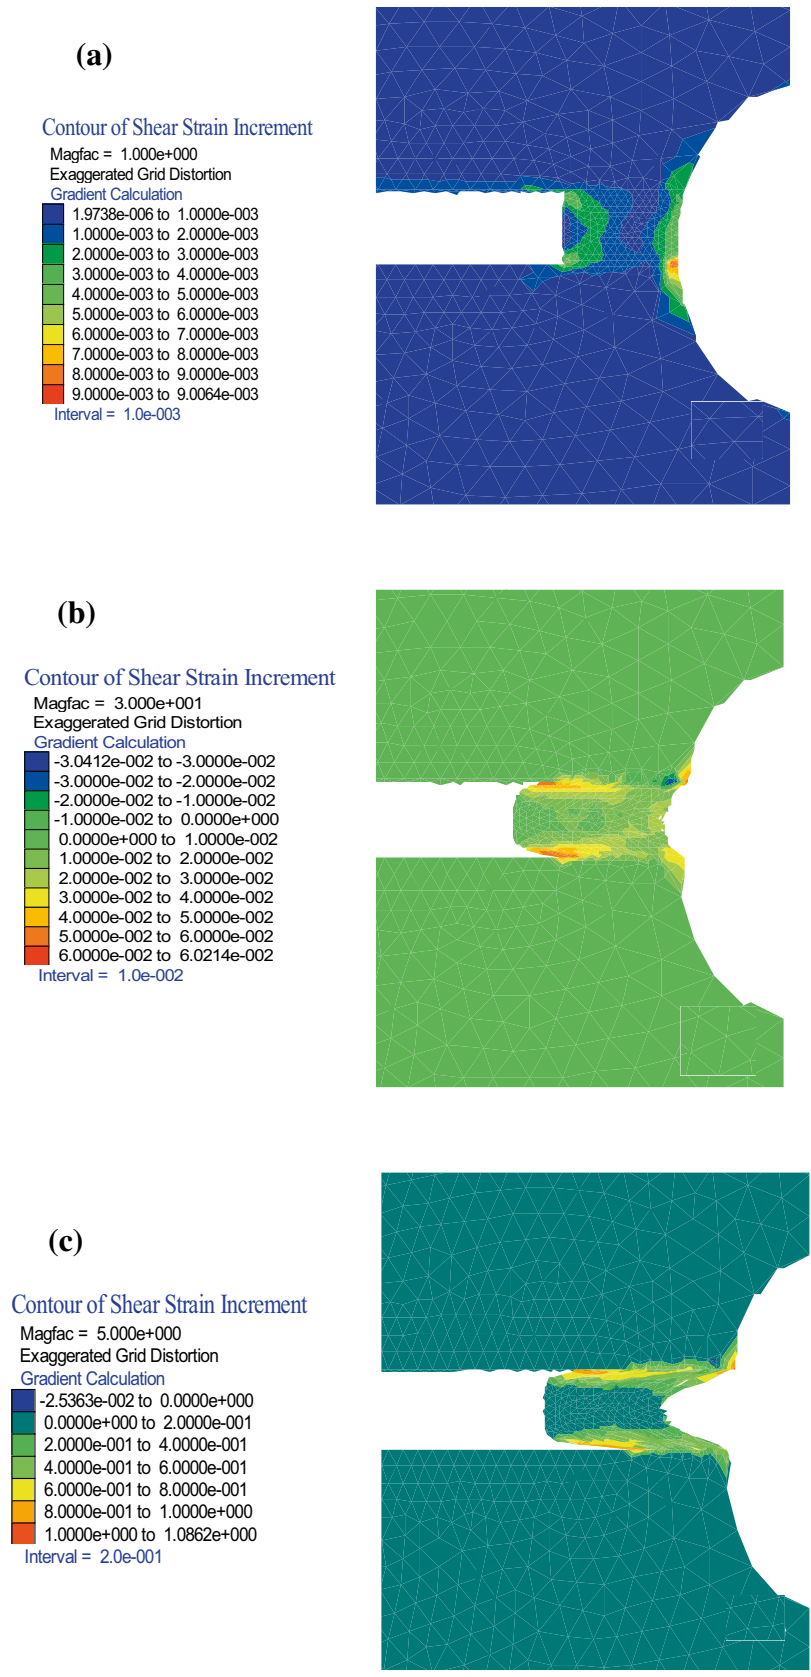 (a)
Contour of Shear Strain Increment
Magfac = 1.000e+000
Exaggerated Grid Distortion
Gradient Calculation
1.9738e-006 to 1.0000e-003
1.0000e-003 to 2.0000e-003
2.0000e-003 to 3.0000e-003
3.0000e-003 to 4.0000e-003
4.0000e-003 to 5.0000e-003
5.0000e-003 to 6.0000e-003
6.0000e-003 to 7.0000e-003
7.0000e-003 to 8.0000e-003
8.0000e-003 to 9.0000e-003
9.0000e-003 to 9.0064e-003
Interval = 1.0e-003
(b)
Contour of Shear Strain Increment
Magfac = 3.000e+001
Exaggerated Grid Distortion
Gradient Calculation
-3.0412e-002 to -3.0000e-002
-3.0000e-002 to -2.0000e-002
-2.0000e-002 to -1.0000e-002
-1.0000e-002 to 0.0000e+000
0.0000e+000 to 1.0000e-002
1.0000e-002 to 2.0000e-002
2.0000e-002 to 3.0000e-002
3.0000e-002 to 4.0000e-002
4.0000e-002 to 5.0000e-002
5.0000e-002 to 6.0000e-002
6.0000e-002 to 6.0214e-002
Interval = 1.0e-002
(c)
Contour of Shear Strain Increment
Magfac = 5.000e+000
Exaggerated Grid Distortion
Gradient Calculation
-2.5363e-002 to 0.0000e+000
0.0000e+000 to 2.0000e-001
2.0000e-001 to 4.0000e-001
4.0000e-001 to 6.0000e-001
6.0000e-001 to 8.0000e-001
8.0000e-001 to 1.0000e+000
1.0000e+000 to 1.0862e+000
Interval = 2.0e-001